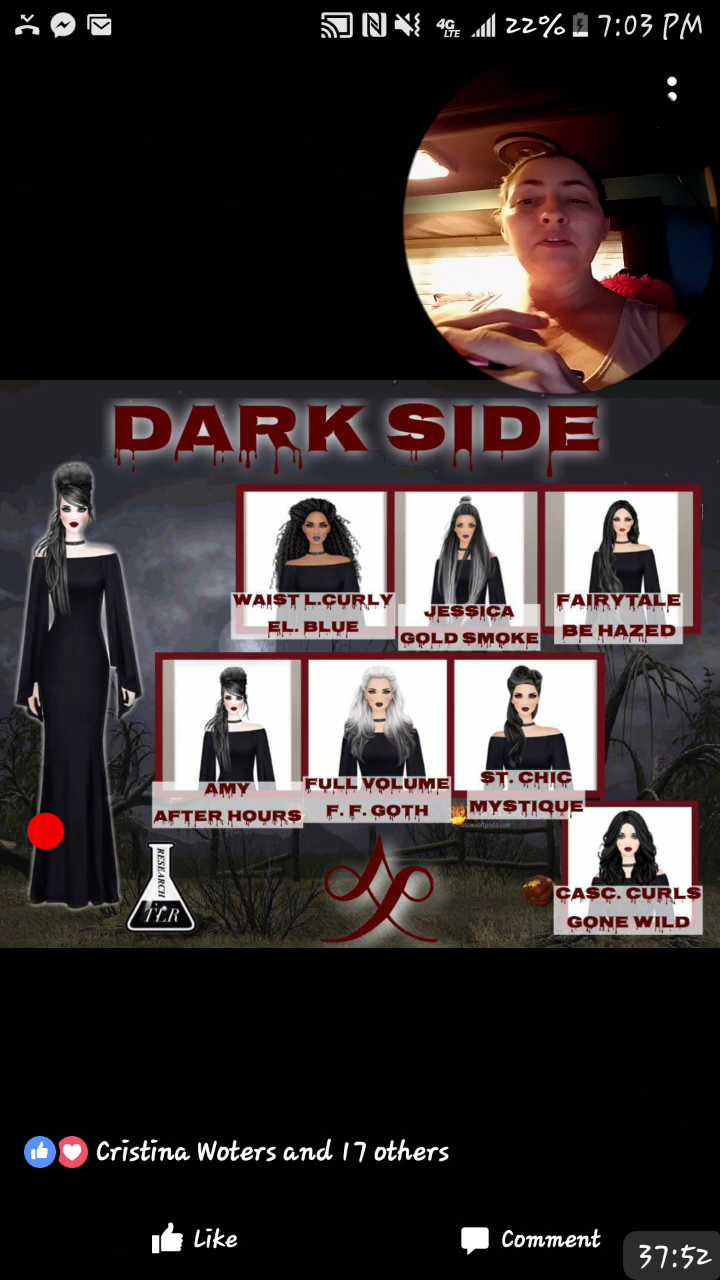 4G
LTE
22% 7:03 PM
DARK SIDE
WAIST L.CURLY
EL. BLUE
JESSICA
GOLD SMOKE
FAIRYTALE
BE HAZED
AMY
AFTER HOURS
FULL VOLUME
F. F. GOTH
ST. CHIC
MYSTIQUE
CASC. CURLS
GONE WILD
RESEARCH
TLR
Cristina Woters and 17 others
Like
Comment
37:52